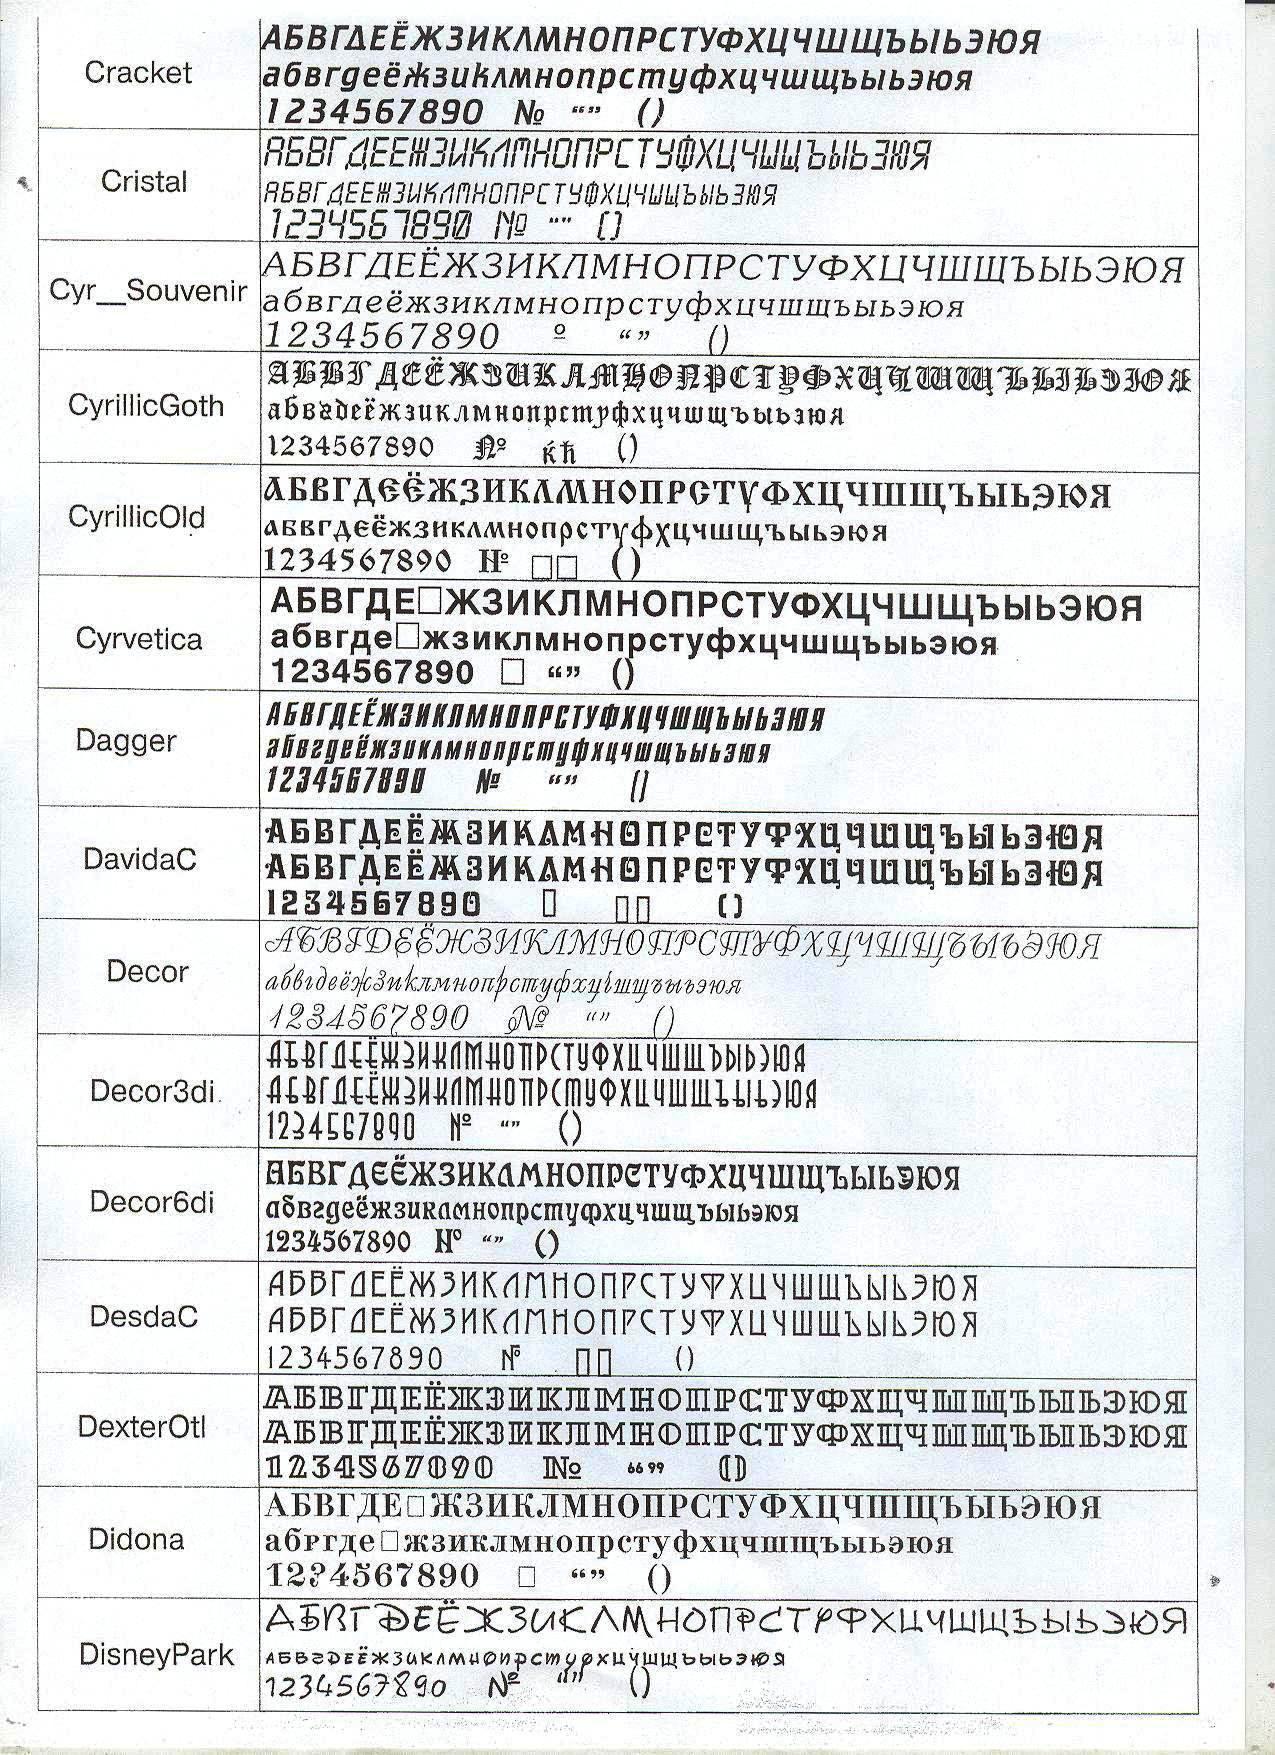 Cracket
АБВГДЕЁЖЗИКЛМНОПРСТУФХЦЧШЩЪЫЬЭЮЯ
абвгдеёжзиклмнопрстуфхцчшщъыьэюя
1234567890 № “” ()
Cristal
АБВГДЕЕЖЗИКЛМНОПРСТУФХЦЧШЩЪЫЬЭЮЯ
АБВГДЕЕЖЗИКЛМНОПРСТУФХЦЧШЩЪЫЬЭЮЯ
1234567890 № "" ()
Cyr__Souvenir
АБВГДЕЁЖЗИКЛМНОПРСТУФХЦЧШЩЪЫЬЭЮЯ
абвгдеёжзиклмнопрстуфхцчшщъыьэюя
1234567890 º “” ()
CyrillicGoth
АБВГДЕЁЖЗИКЛМНОПРСТУФХЦЧШЩЪЫЬЭЮЯ
абвгдеёжзиклмнопрстуфхцчшщъыьэюя
1234567890 № ќћ ()
CyrillicOld
АБВГДЕЁЖЗИКЛМНОПРСТУФХЦЧШЩЪЫЬЭЮЯ
абвгдеёжзиклмнопрстуфхцчшщъыьэюя
1234567890 № □□ ()
Cyrvetica
АБВГДЕ□ЖЗИКЛМНОПРСТУФХЦЧШЩЪЫЬЭЮЯ
абвгде□жзиклмнопрстуфхцчшщъыьэюя
1234567890 □ “” ()
Dagger
АБВГДЕЁЖЗИКЛМНОПРСТУФХЦЧШЩЪЫЬЭЮЯ
абвгдеёжзиклмнопрстуфхцчшщъыьэюя
1234567890 № “” ()
DavidaC
АБВГДЕЁЖЗИКЛМНОПРСТУФХЦЧШЩЪЫЬЭЮЯ
АБВГДЕЁЖЗИКЛМНОПРСТУФХЦЧШЩЪЫЬЭЮЯ
1234567890 □ □□ ()
Decor
АБВГДЕЁЖЗИКЛМНОПРСТУФХЦЧШЩЪЫЬЭЮЯ
абвгдеёжзиклмнопрстуфхцчшщъыьэюя
1234567890 № “” ()
Decor3di
АБВГДЕЁЖЗИКЛМНОПРСТУФХЦЧШЩЪЫЬЭЮЯ
АБВГДЕЁЖЗИКЛМНОПРСТУФХЦЧШЩЪЫЬЭЮЯ
1234567890 № “” ()
Decor6di
АБВГДЕЁЖЗИКЛМНОПРСТУФХЦЧШЩЪЫЬЭЮЯ
абвгдеёжзиклмнопрстуфхцчшщъыьэюя
1234567890 № “” ()
DesdaC
АБВГДЕЁЖЗИКЛМНОПРСТУФХЦЧШЩЪЫЬЭЮЯ
АБВГДЕЁЖЗИКЛМНОПРСТУФХЦЧШЩЪЫЬЭЮЯ
1234567890 № □□ ()
DexterOtl
АБВГДЕЁЖЗИКЛМНОПРСТУФХЦЧШЩЪЫЬЭЮЯ
АБВГДЕЁЖЗИКЛМНОПРСТУФХЦЧШЩЪЫЬЭЮЯ
1234567890 № “” ()
Didona
АБВГДЕ□ЖЗИКЛМНОПРСТУФХЦЧШЩЪЫЬЭЮЯ
абргде□жзиклмнопрстуфхцчшщъыьэюя
12?4567890 □ “” ()
DisneyPark
АБВГДЕЁЖЗИКЛМНОПРСТУФХЦЧШЩЪЫЬЭЮЯ
АБВГДЕЁЖЗИКЛМНОПРСТУФХЦЧШЩЪЫЬЭЮЯ
1234567890 № “” ()